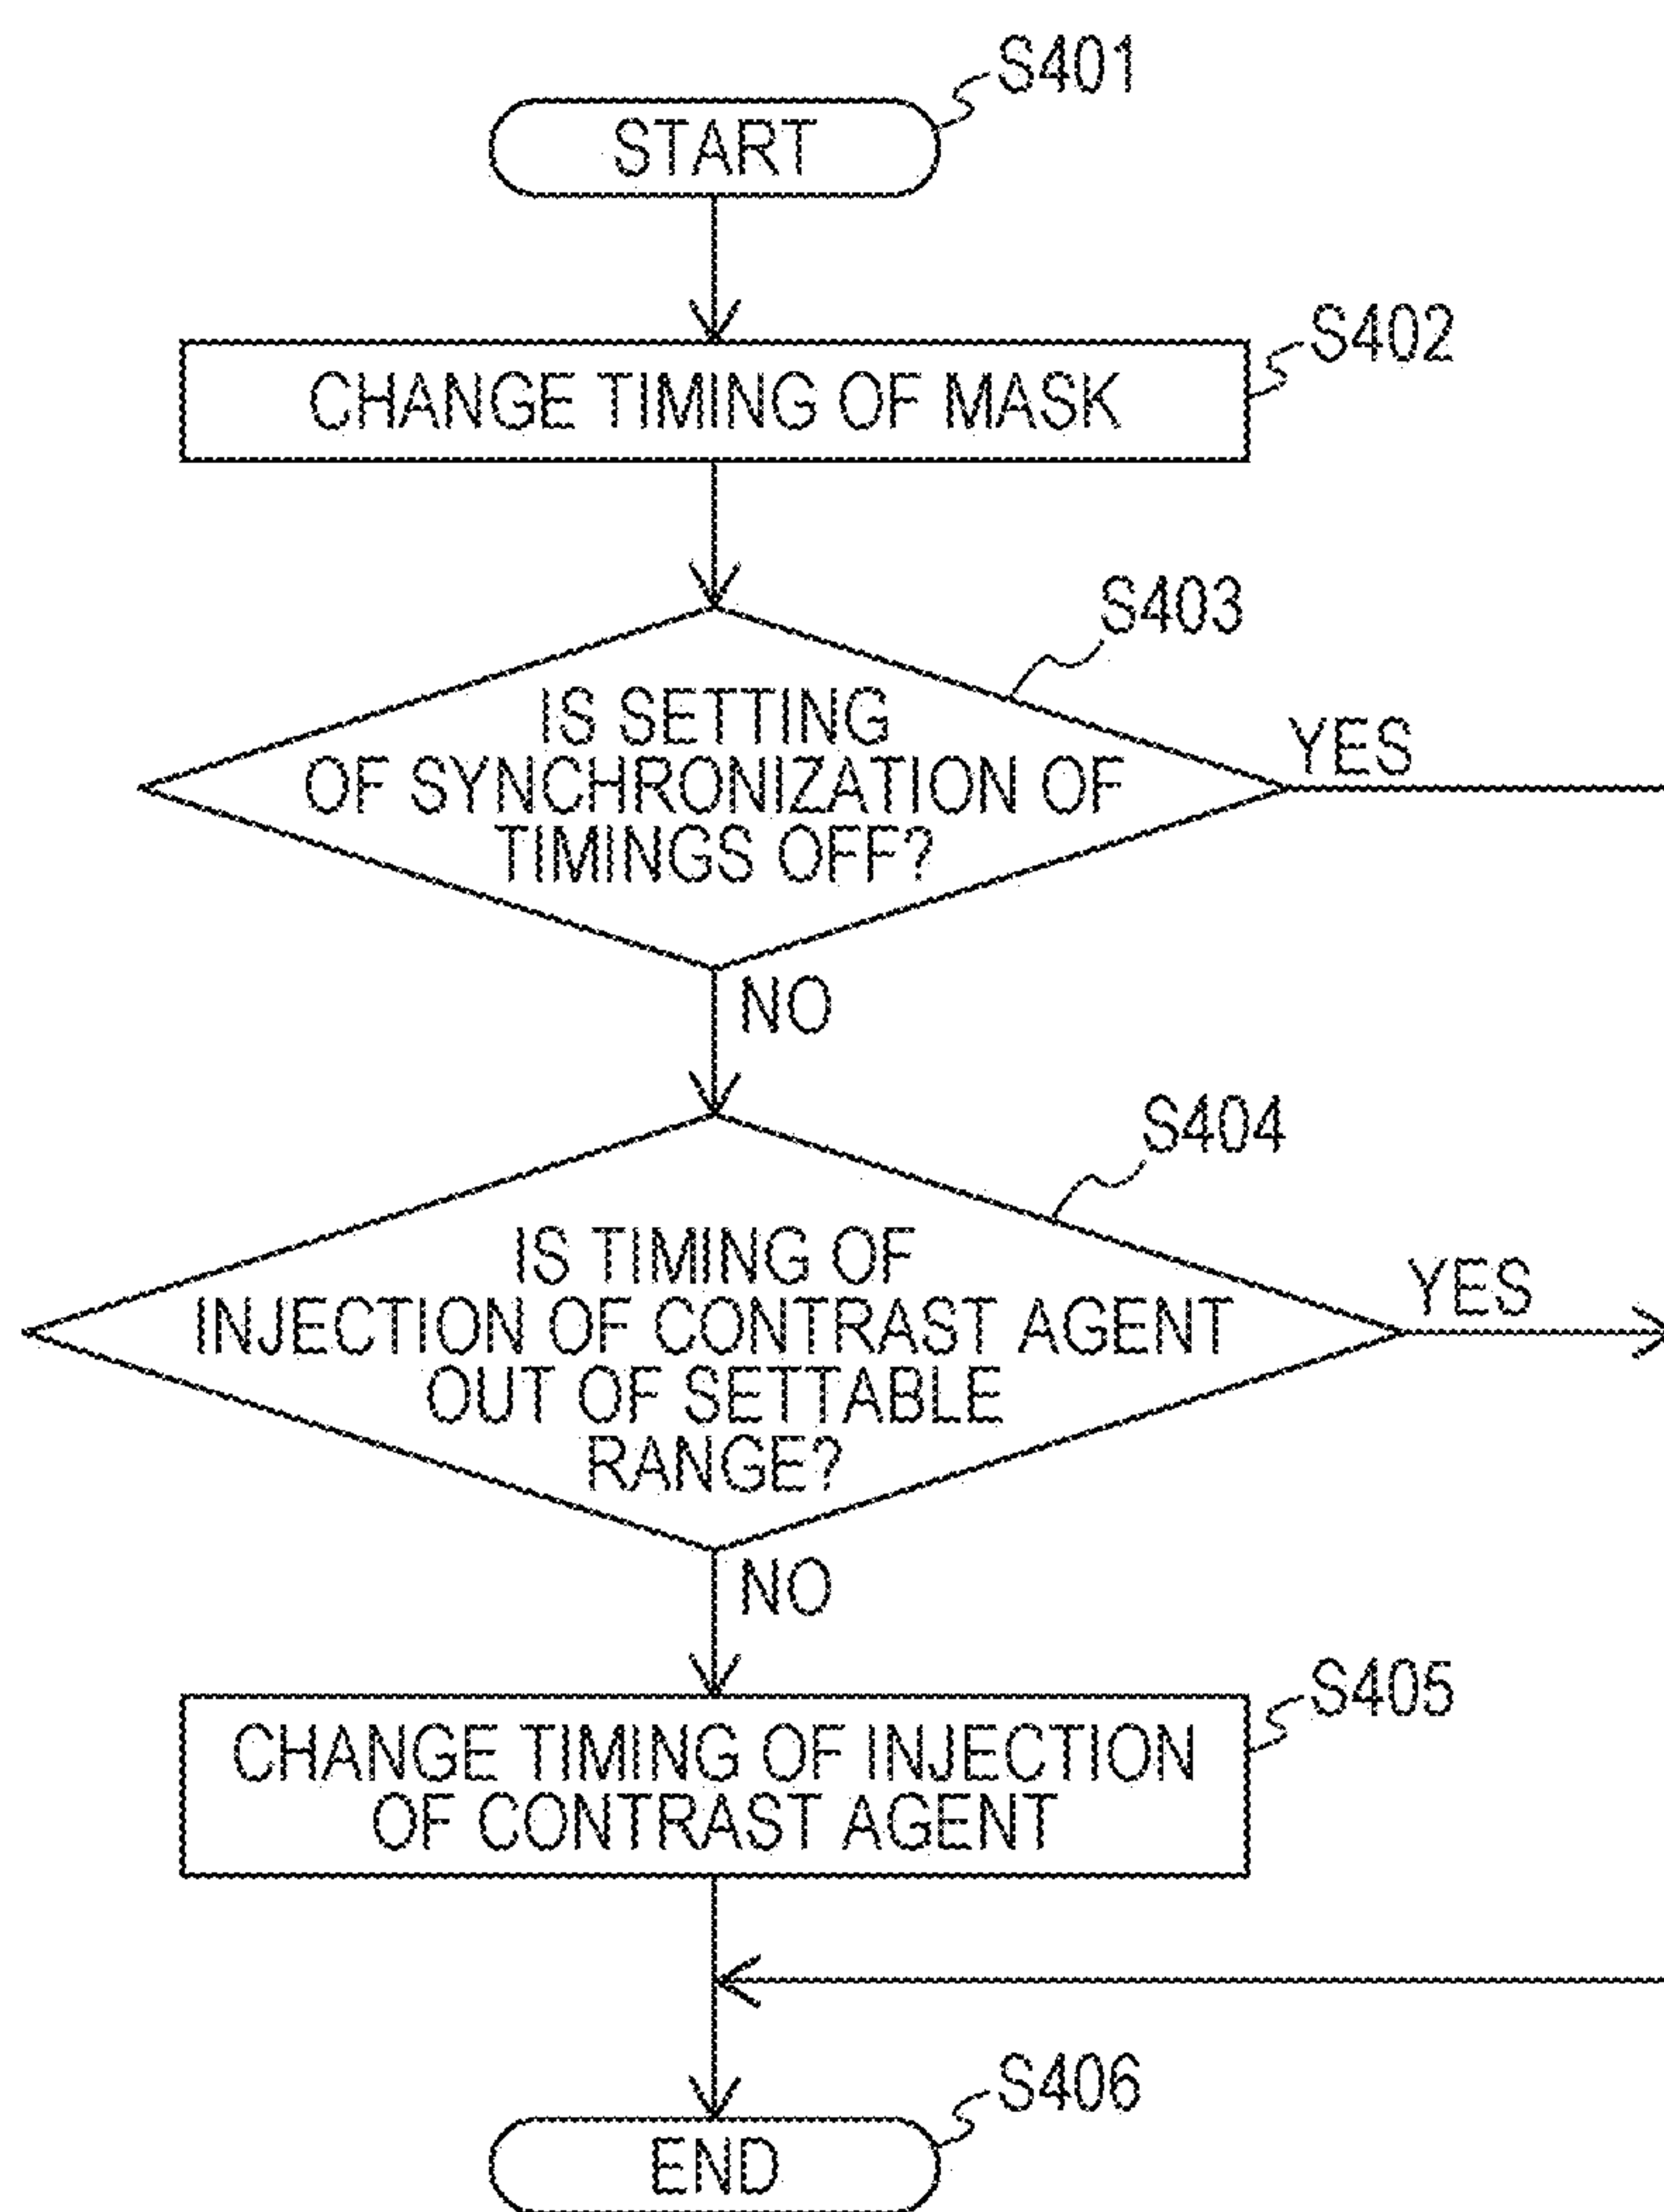 S401
START
S402
CHANGE TIMING OF MASK
S403
IS SETTING
OF SYNCHRONIZATION OF
TIMINGS OFF?
YES
NO
S404
IS TIMING OF
INJECTION OF CONTRAST AGENT
OUT OF SETTABLE
RANGE?
YES
NO
S405
CHANGE TIMING OF INJECTION
OF CONTRAST AGENT
S406
END